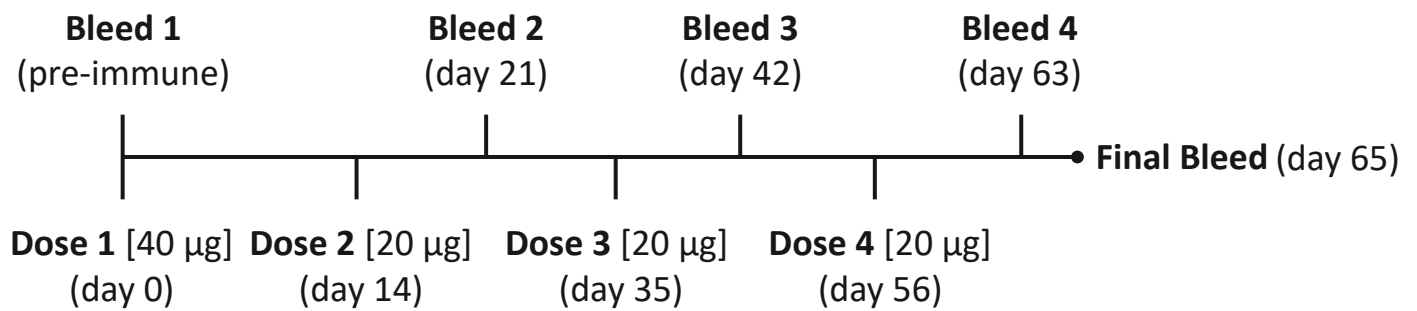 Bleed 1
(pre-immune)
Bleed 2
(day 21)
Bleed 3
(day 42)
Bleed 4
(day 63)
Final Bleed (day 65)
Dose 1 [40 μg]
(day 0)
Dose 2 [20 μg]
(day 14)
Dose 3 [20 μg]
(day 35)
Dose 4 [20 μg]
(day 56)